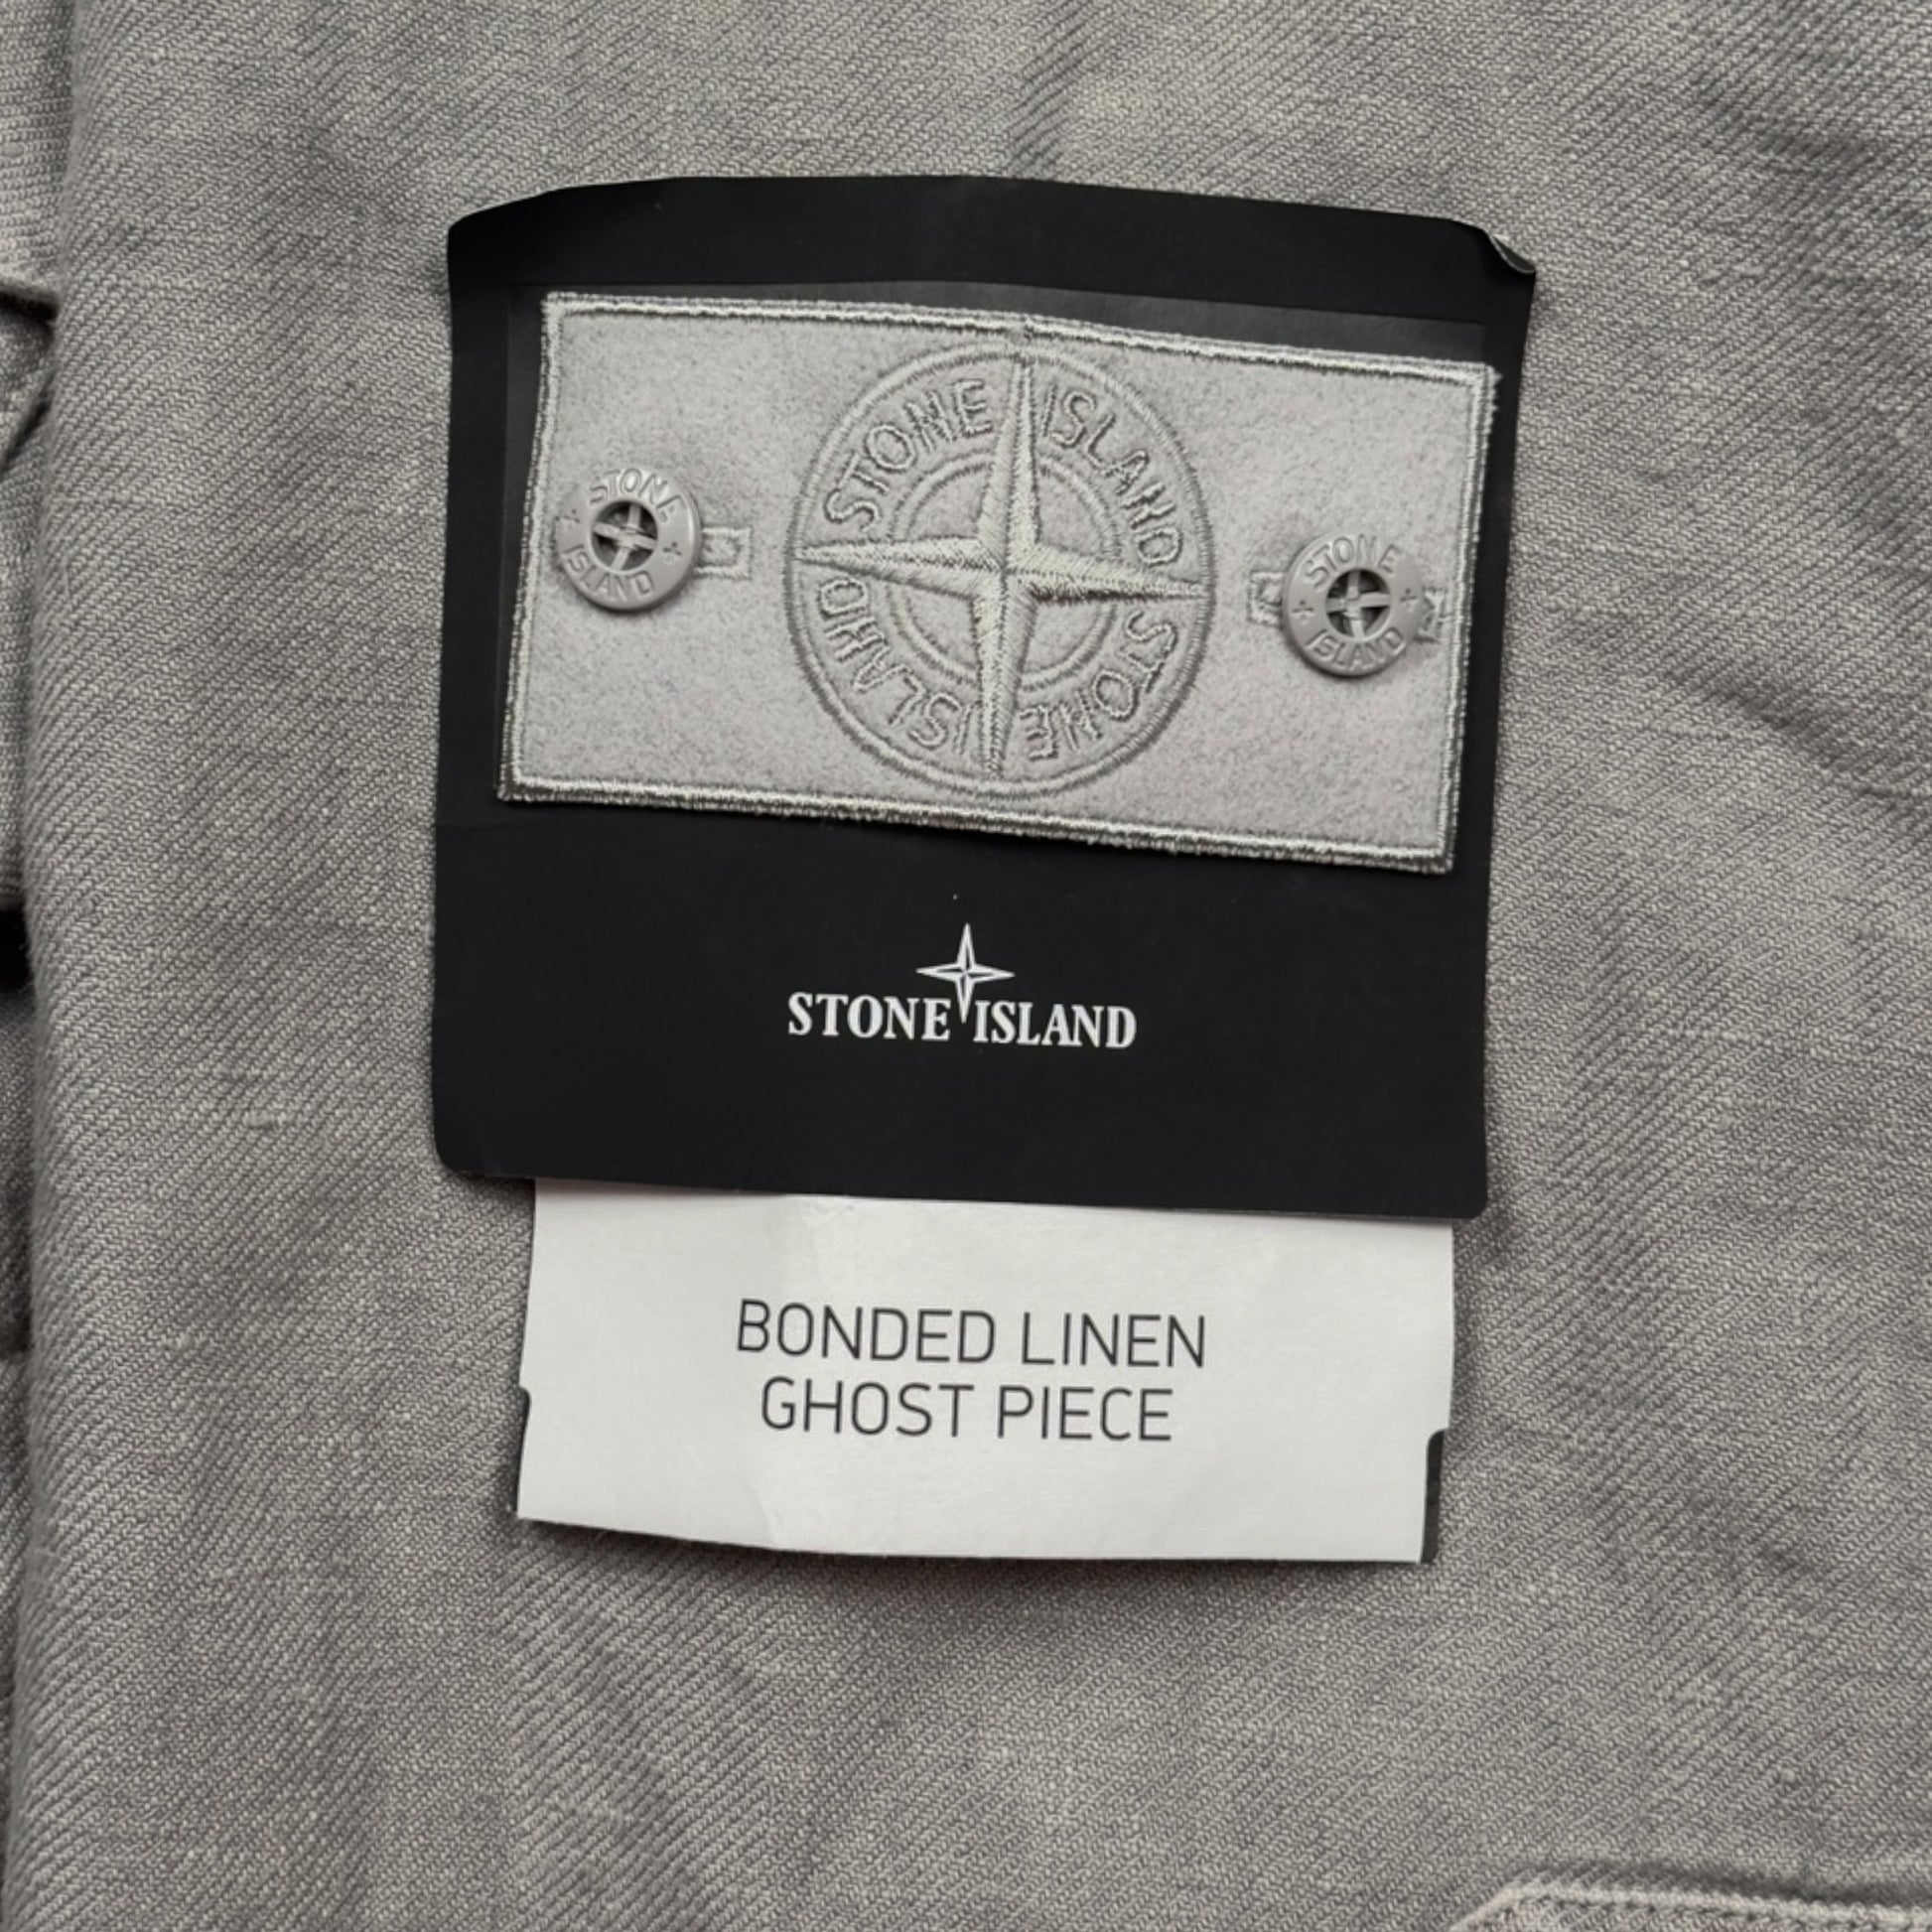 STONE ISLAND
STONE ISLAND
STONE
ISLAND
STONE
ISLAND
STONE ISLAND
BONDED LINEN
GHOST PIECE